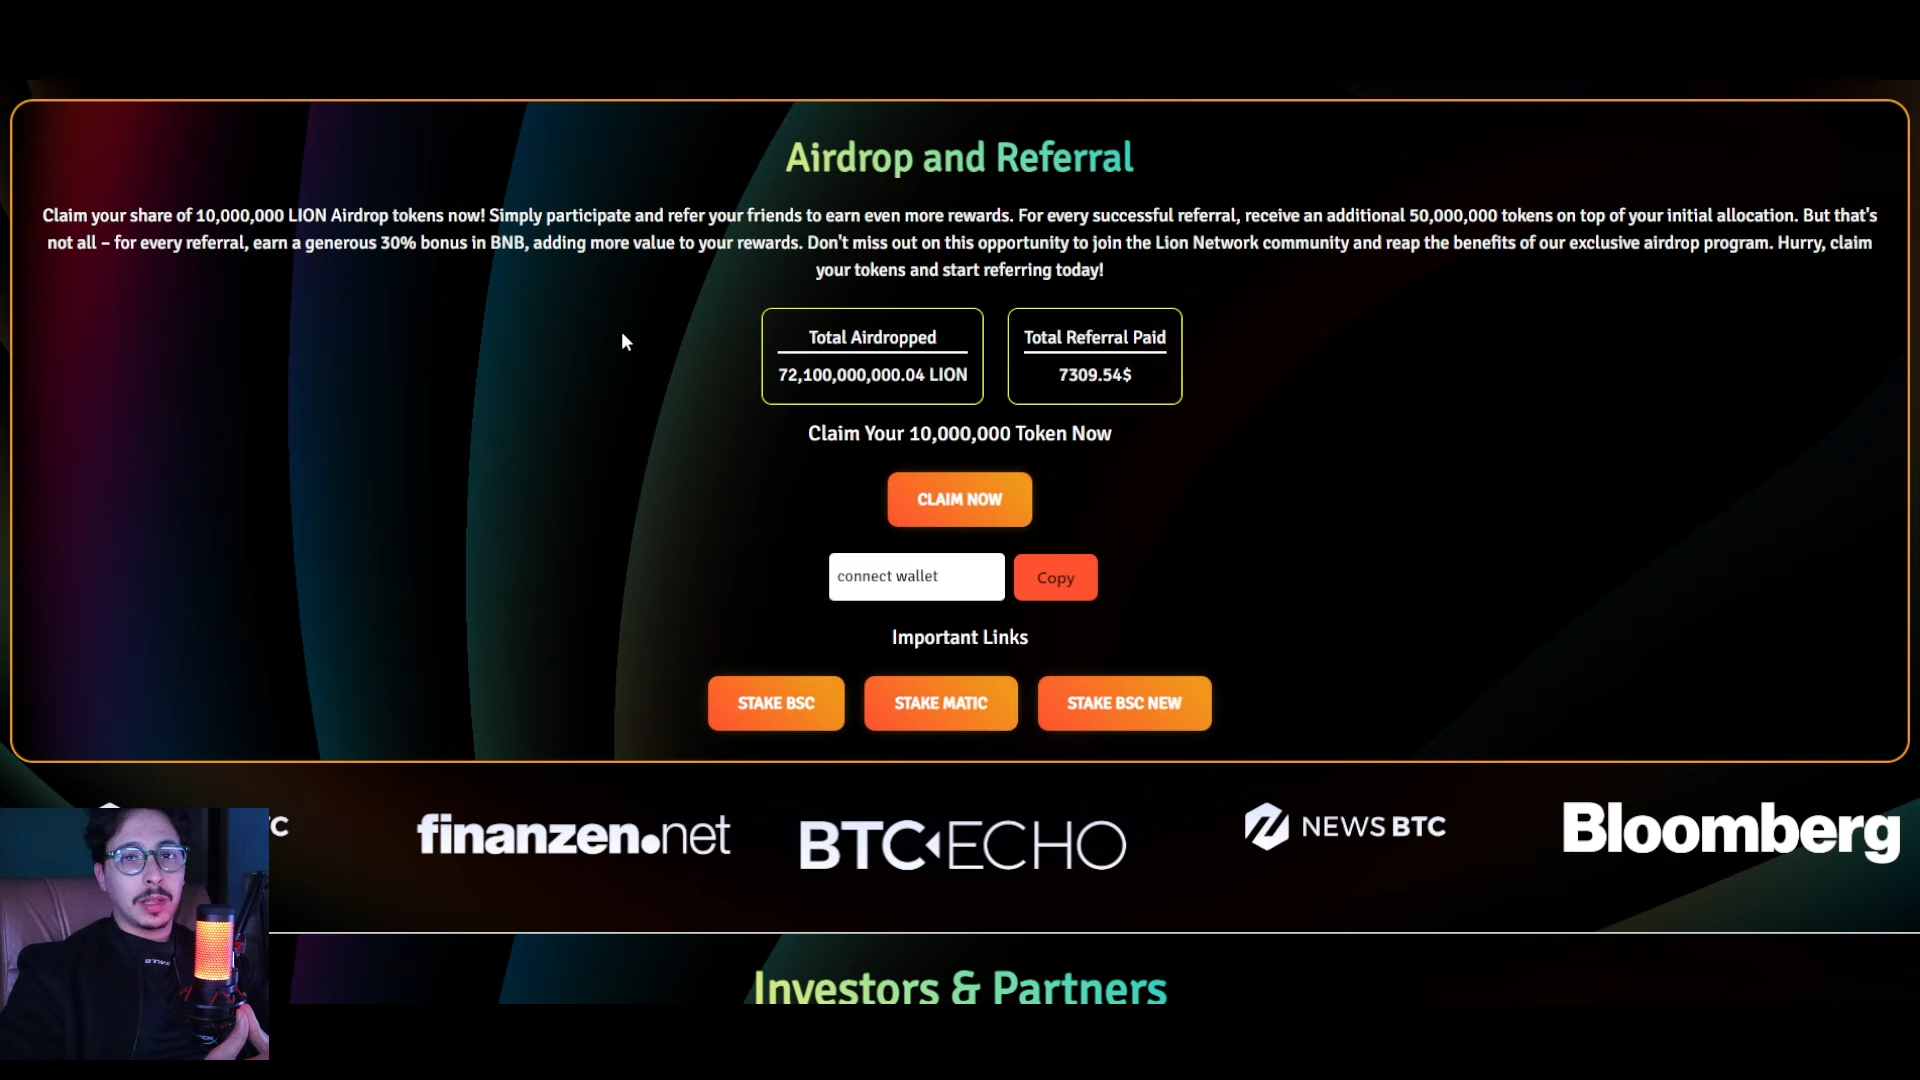 Airdrop and Referral
Claim your share of 10,000,000 LION Airdrop tokens now! Simply participate and refer your friends to earn even more rewards. For every successful referral, receive an additional 50,000,000 tokens on top of your initial allocation. But that's
not all – for every referral, earn a generous 30% bonus in BNB, adding more value to your rewards. Don't miss out on this opportunity to join the Lion Network community and reap the benefits of our exclusive airdrop program. Hurry, claim
your tokens and start referring today!
Total Airdropped
72,100,000,000.04 LION
Total Referral Paid
7309.54$
Claim Your 10,000,000 Token Now
CLAIM NOW
connect wallet
Copy
Important Links
STAKE BSC
STAKE MATIC
STAKE BSC NEW
finanzen.net
BTC ECHO
NEWS BTC
Bloomberg
Investors & Partners